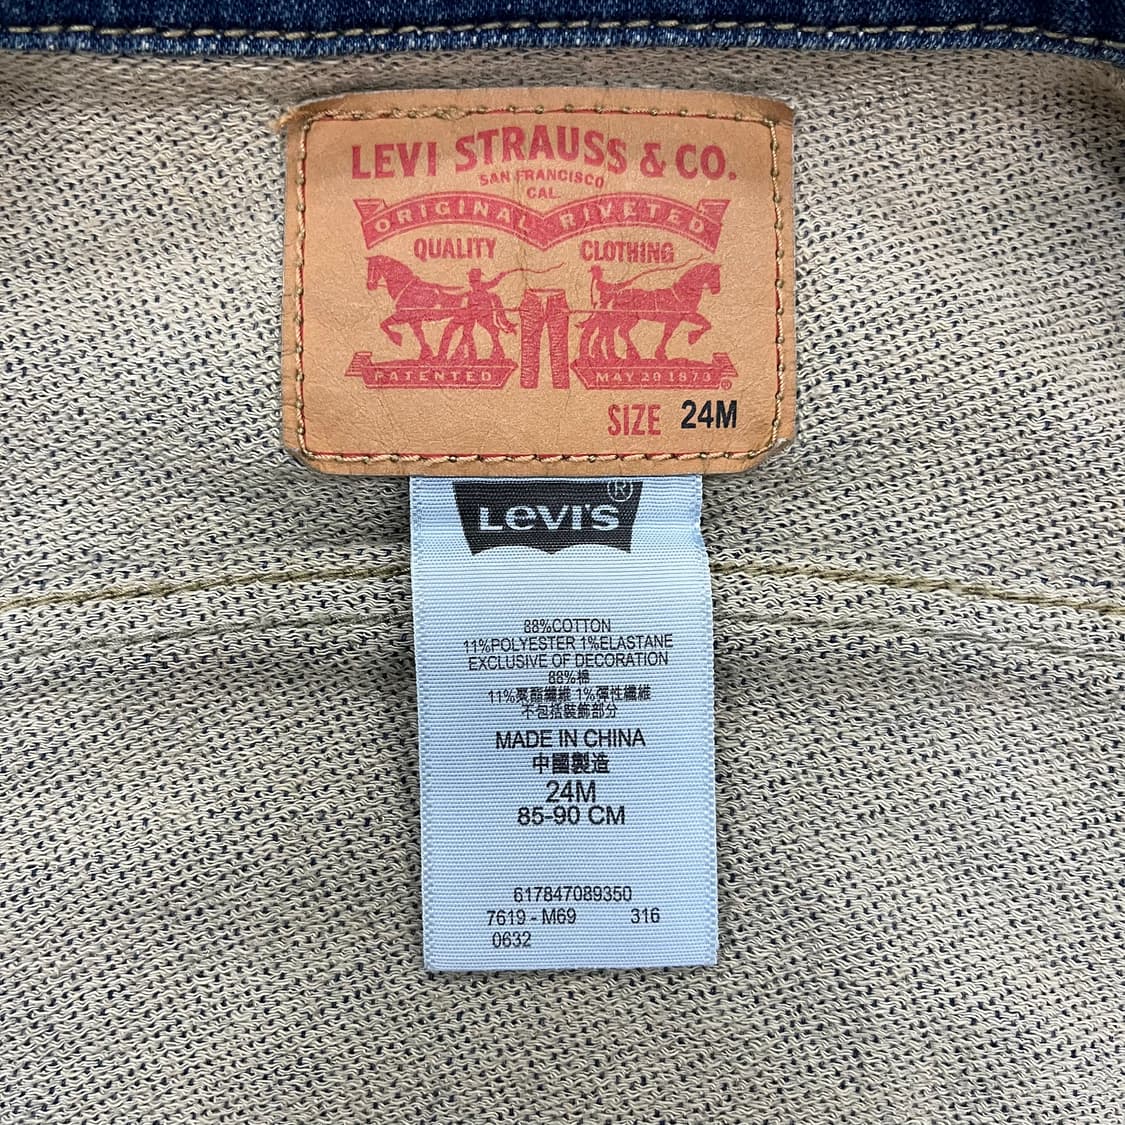 LEVI STRAUSS & CO.
SAN FRANCISCO
CAL
ORIGINAL RIVETED
QUALITY CLOTHING
PATENTED MAY 20 1873 ®
SIZE 24M
LEVI'S ®
88%COTTON
11%POLYESTER 1%ELASTANE
EXCLUSIVE OF DECORATION
88%棉
11%聚酯纖維 1%彈性纖維
不包括裝飾部分
MADE IN CHINA
中國製造
24M
85-90 CM
617847089350
7619 - M69 316
0632